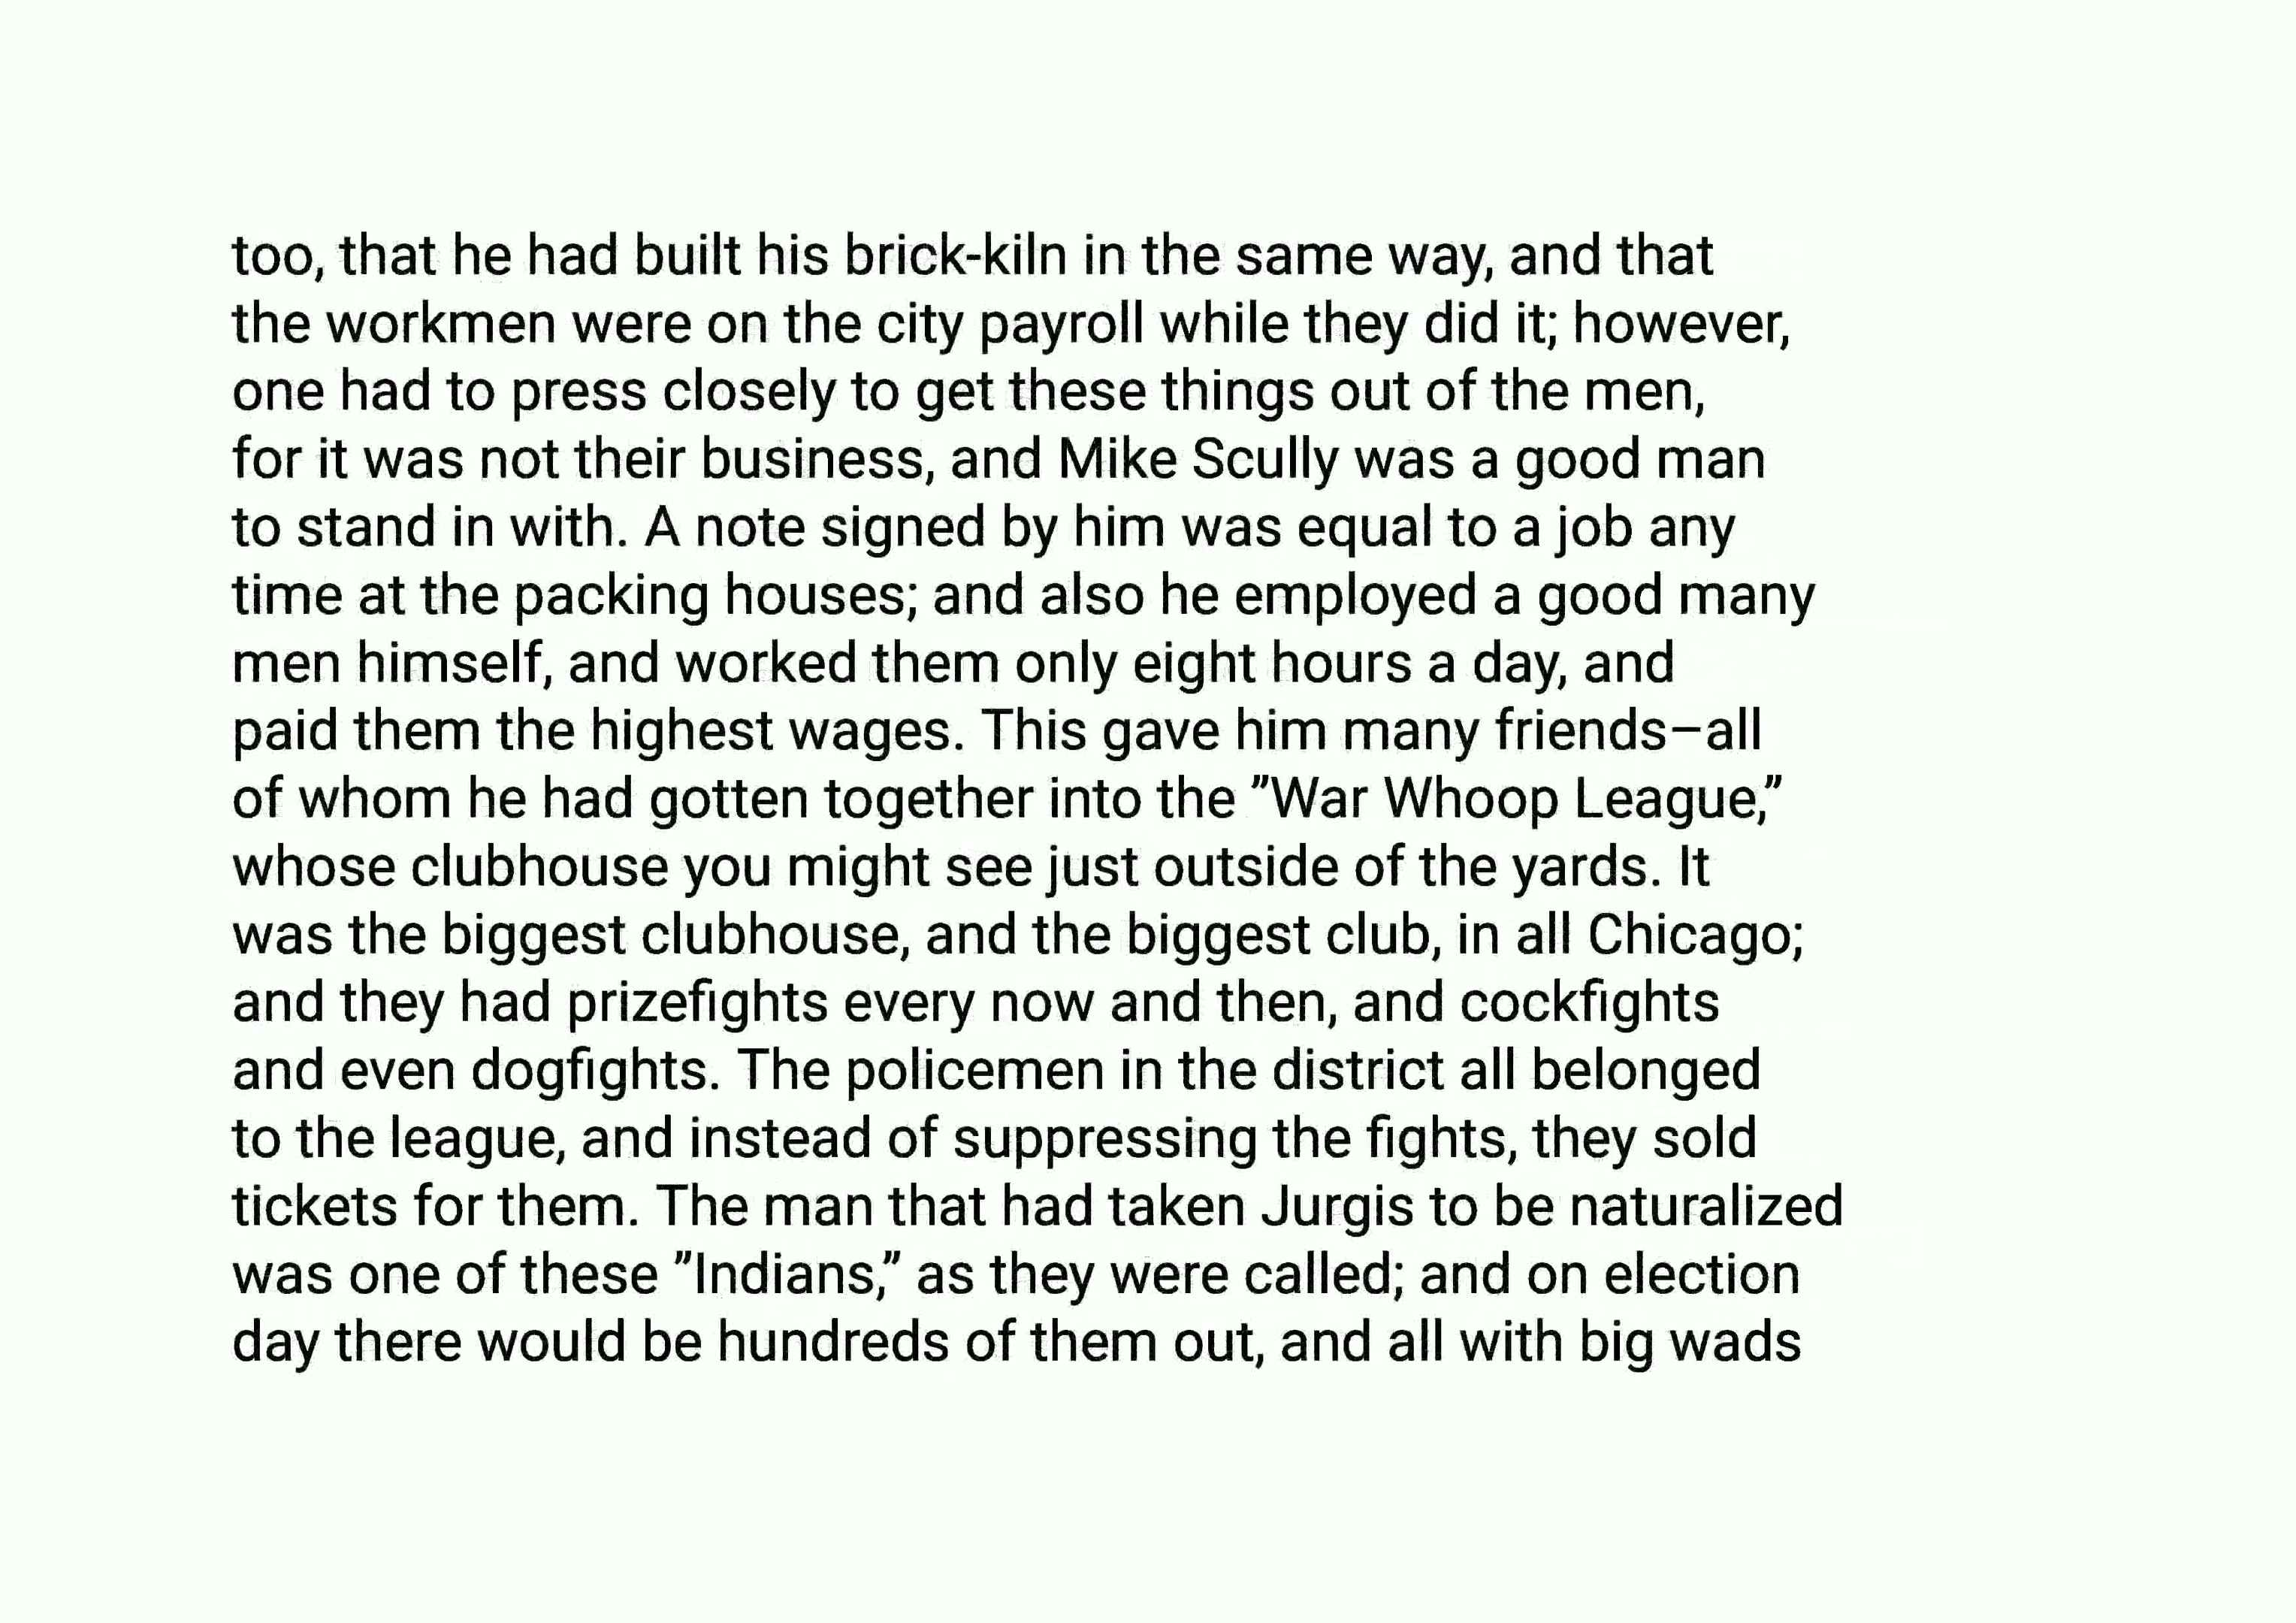 too, that he had built his brick-kiln in the same way, and that
the workmen were on the city payroll while they did it; however,
one had to press closely to get these things out of the men,
for it was not their business, and Mike Scully was a good man
to stand in with. A note signed by him was equal to a job any
time at the packing houses; and also he employed a good many
men himself, and worked them only eight hours a day, and
paid them the highest wages. This gave him many friends–all
of whom he had gotten together into the ”War Whoop League,”
whose clubhouse you might see just outside of the yards. It
was the biggest clubhouse, and the biggest club, in all Chicago;
and they had prizefights every now and then, and cockfights
and even dogfights. The policemen in the district all belonged
to the league, and instead of suppressing the fights, they sold
tickets for them. The man that had taken Jurgis to be naturalized
was one of these ”Indians,” as they were called; and on election
day there would be hundreds of them out, and all with big wads